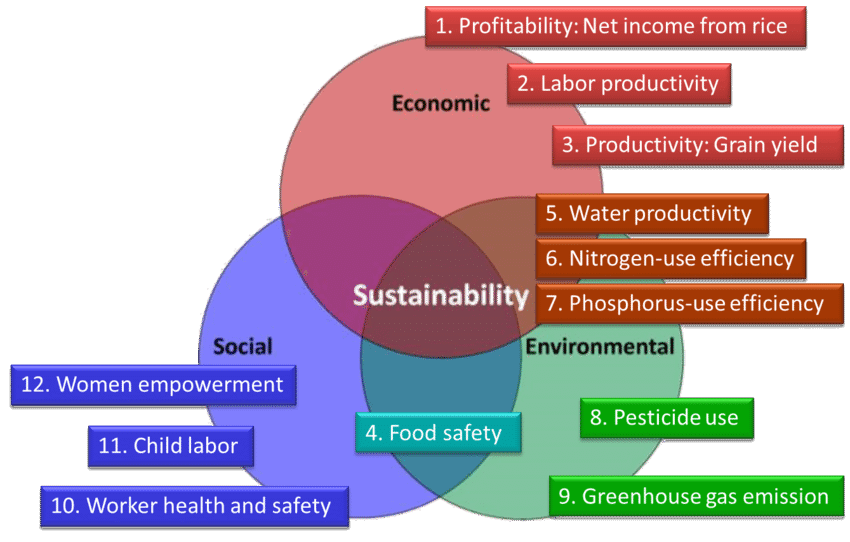 1. Profitability: Net income from rice
2. Labor productivity
Economic
3. Productivity: Grain yield
5. Water productivity
6. Nitrogen-use efficiency
Sustainability
7. Phosphorus-use efficiency
Social
Environmental
12. Women empowerment
8. Pesticide use
4. Food safety
11. Child labor
9. Greenhouse gas emission
10. Worker health and safety